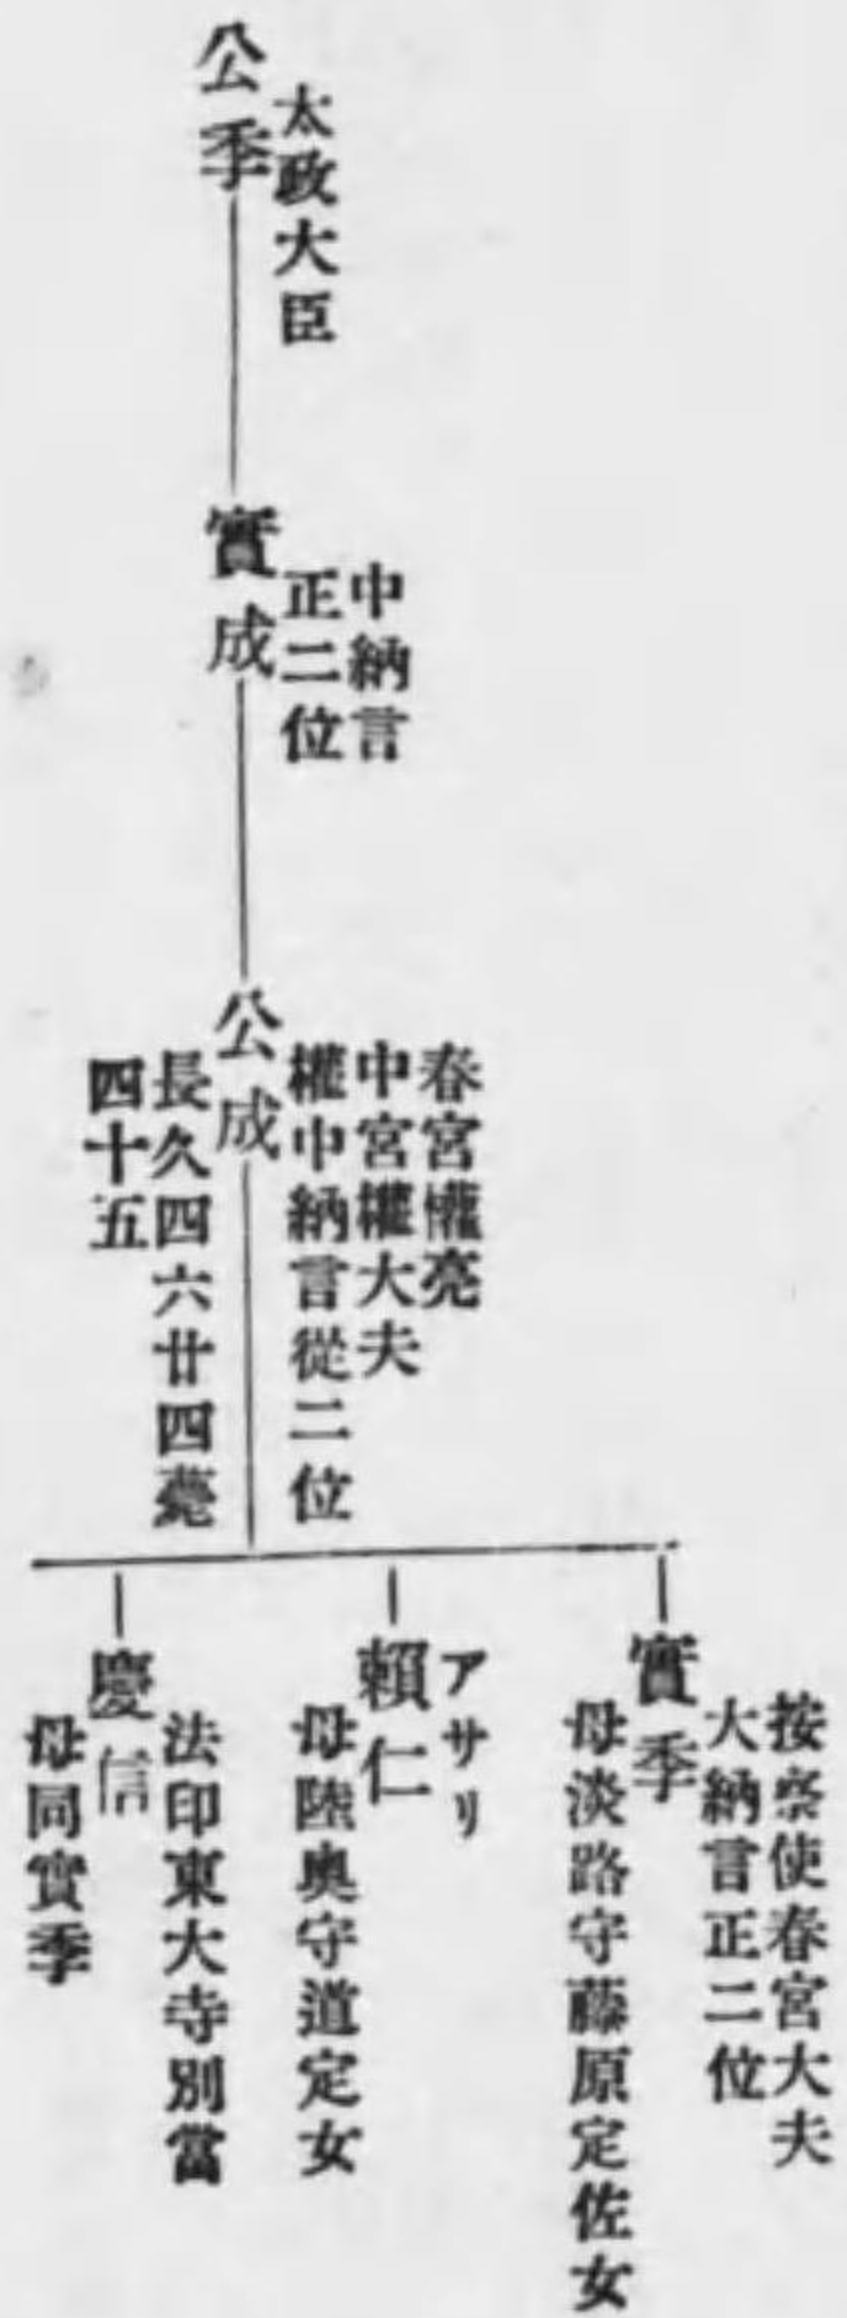 太政大臣
公季
中納言
正二位
實成
春宮權亮
中宮權大夫
權中納言從二位
公成
長久四六廿四薨
四十五
按察使春宮大夫
大納言正二位
實季
母淡路守藤原定佐女
アサリ
賴仁
母陸奥守道定女
法印東大寺別當
慶信
母同實季